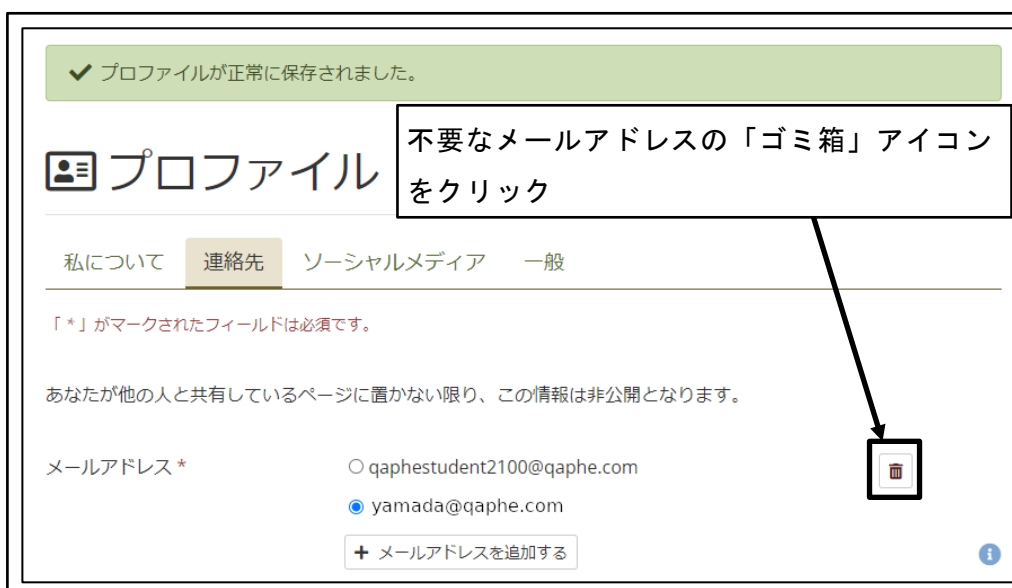 プロファイルが正常に保存されました。
不要なメールアドレスの「ゴミ箱」アイコン
をクリック
プロファイル
私について 連絡先 ソーシャルメディア 一般
「 * 」がマークされたフィールドは必須です。
あなたが他の人と共有しているページに置かない限り、この情報は非公開となります。
メールアドレス * qaphestudent2100@qaphe.com
yamada@qaphe.com
+ メールアドレスを追加する